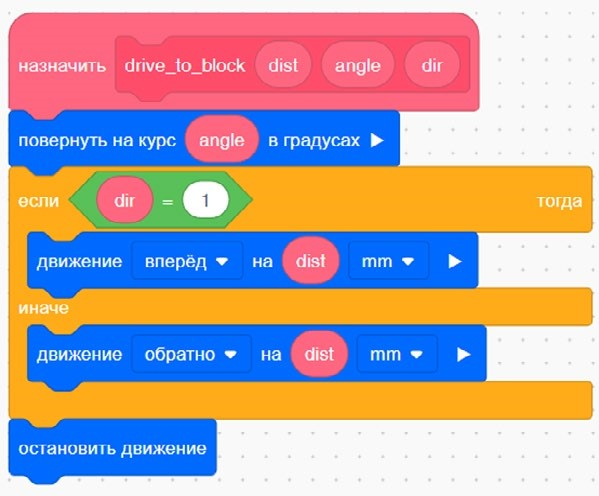 назначить drive_to_block dist angle dir
повернуть на курс angle в градусах
если dir = 1 тогда
движение вперёд на dist mm
иначе
движение обратно на dist mm
остановить движение